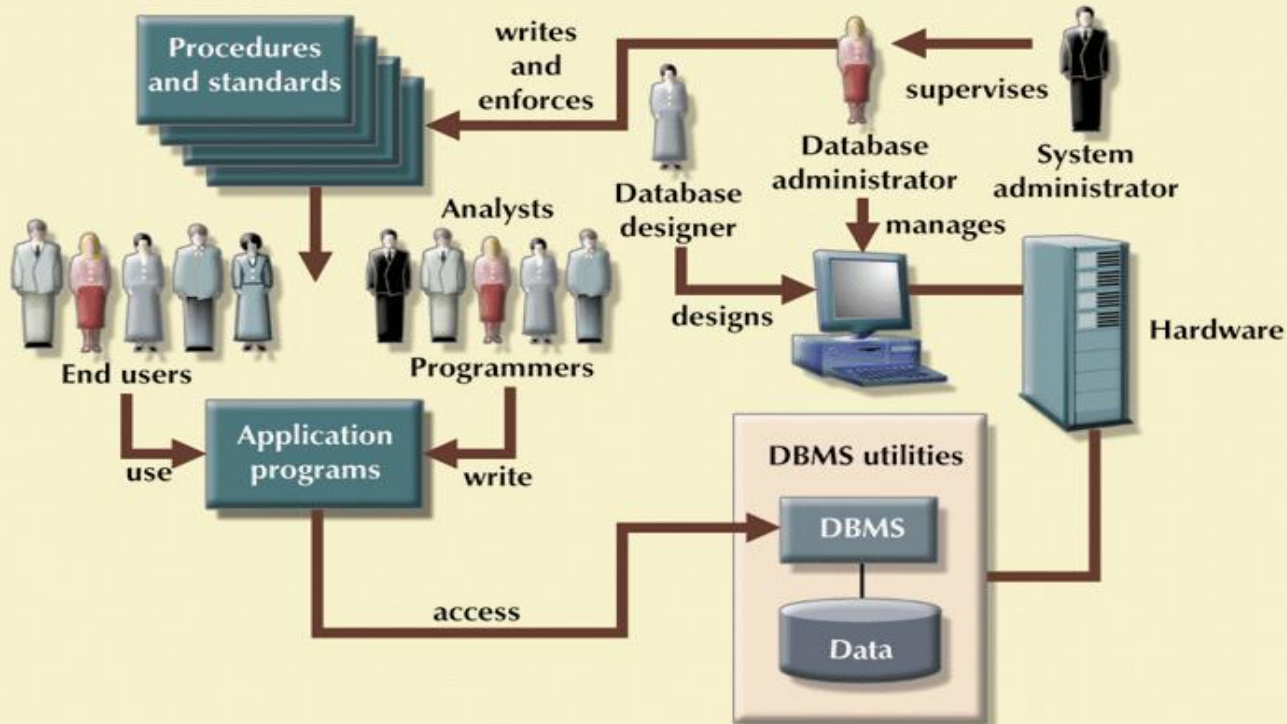 Procedures
and standards
writes
and
enforces
supervises
Database
administrator
System
administrator
Database
designer
manages
Analysts
designs
Hardware
End users
Programmers
use
Application
programs
write
DBMS utilities
DBMS
access
Data